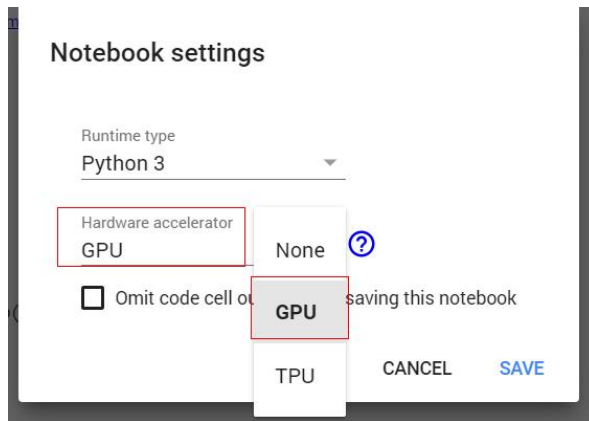 Notebook settings
Runtime type
Python 3
Hardware accelerator
GPU
None
Omit code cell ou
GPU
saving this notebook
TPU
CANCEL
SAVE